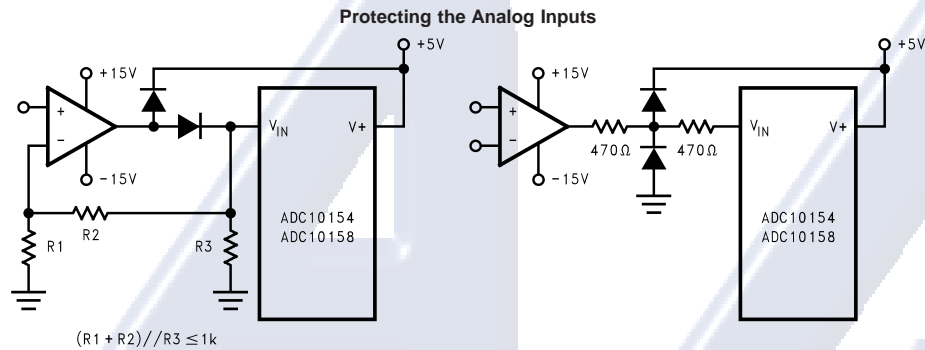 Protecting the Analog Inputs
+5V
+15V
+
−
−15V
V_IN
V+
ADC10154
ADC10158
R1
R2
R3
(R1 + R2)//R3 ≤ 1k
+5V
+15V
+
−
−15V
470Ω
470Ω
V_IN
V+
ADC10154
ADC10158